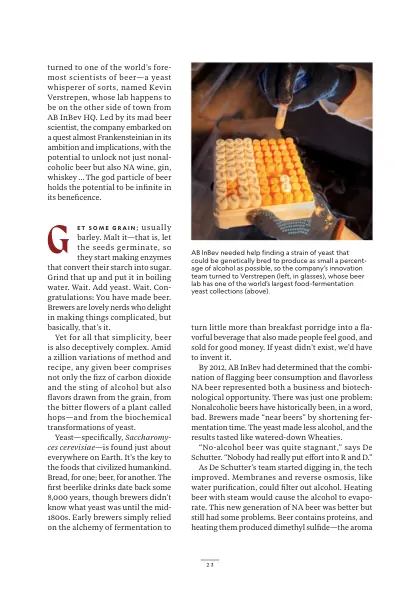 turned to one of the world's fore-
most scientists of beer—a yeast
whisperer of sorts, named Kevin
Verstrepen, whose lab happens to
be on the other side of town from
AB InBev HQ. Led by its mad beer
scientist, the company embarked on
a quest almost Frankensteinian in its
ambition and implications, with the
potential to unlock not just nonal-
coholic beer but also NA wine, gin,
whiskey ... The god particle of beer
holds the potential to be infinite in
its beneficence.
GET SOME GRAIN; usually
barley. Malt it—that is, let
the seeds germinate, so
they start making enzymes
that convert their starch into sugar.
Grind that up and put it in boiling
water. Wait. Add yeast. Wait. Con-
gratulations: You have made beer.
Brewers are lovely nerds who delight
in making things complicated, but
basically, that's it.
Yet for all that simplicity, beer
is also deceptively complex. Amid
a zillion variations of method and
recipe, any given beer comprises
not only the fizz of carbon dioxide
and the sting of alcohol but also
flavors drawn from the grain, from
the bitter flowers of a plant called
hops—and from the biochemical
transformations of yeast.
Yeast—specifically, Saccharomy-
ces cerevisiae—is found just about
everywhere on Earth. It's the key to
the foods that civilized humankind.
Bread, for one; beer, for another. The
first beerlike drinks date back some
8,000 years, though brewers didn't
know what yeast was until the mid-
1800s. Early brewers simply relied
on the alchemy of fermentation to
AB InBev needed help finding a strain of yeast that
could be genetically bred to produce as small a percent-
age of alcohol as possible, so the company's innovation
team turned to Verstrepen (left, in glasses), whose beer
lab has one of the world's largest food-fermentation
yeast collections (above).
turn little more than breakfast porridge into a fla-
vorful beverage that also made people feel good, and
sold for good money. If yeast didn't exist, we'd have
to invent it.
By 2012, AB InBev had determined that the combi-
nation of flagging beer consumption and flavorless
NA beer represented both a business and biotech-
nological opportunity. There was just one problem:
Nonalcoholic beers have historically been, in a word,
bad. Brewers made "near beers" by shortening fer-
mentation time. The yeast made less alcohol, and the
results tasted like watered-down Wheaties.
"No-alcohol beer was quite stagnant," says De
Schutter. "Nobody had really put effort into R and D."
As De Schutter's team started digging in, the tech
improved. Membranes and reverse osmosis, like
water purification, could filter out alcohol. Heating
beer with steam would cause the alcohol to evapo-
rate. This new generation of NA beer was better but
still had some problems. Beer contains proteins, and
heating them produced dimethyl sulfide—the aroma
23